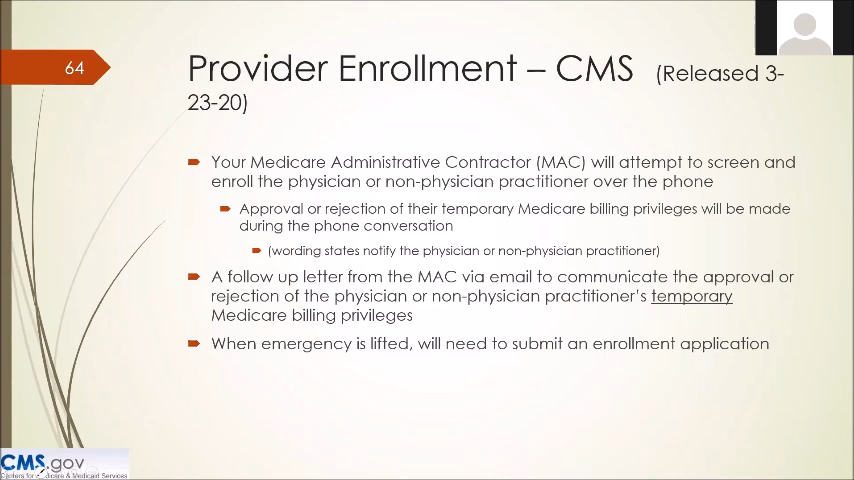 64
Provider Enrollment – CMS (Released 3-
23-20)
Your Medicare Administrative Contractor (MAC) will attempt to screen and
enroll the physician or non-physician practitioner over the phone
Approval or rejection of their temporary Medicare billing privileges will be made
during the phone conversation
(wording states notify the physician or non-physician practitioner)
A follow up letter from the MAC via email to communicate the approval or
rejection of the physician or non-physician practitioner's temporary
Medicare billing privileges
When emergency is lifted, will need to submit an enrollment application
CMS.gov
Centers for Medicare & Medicaid Services